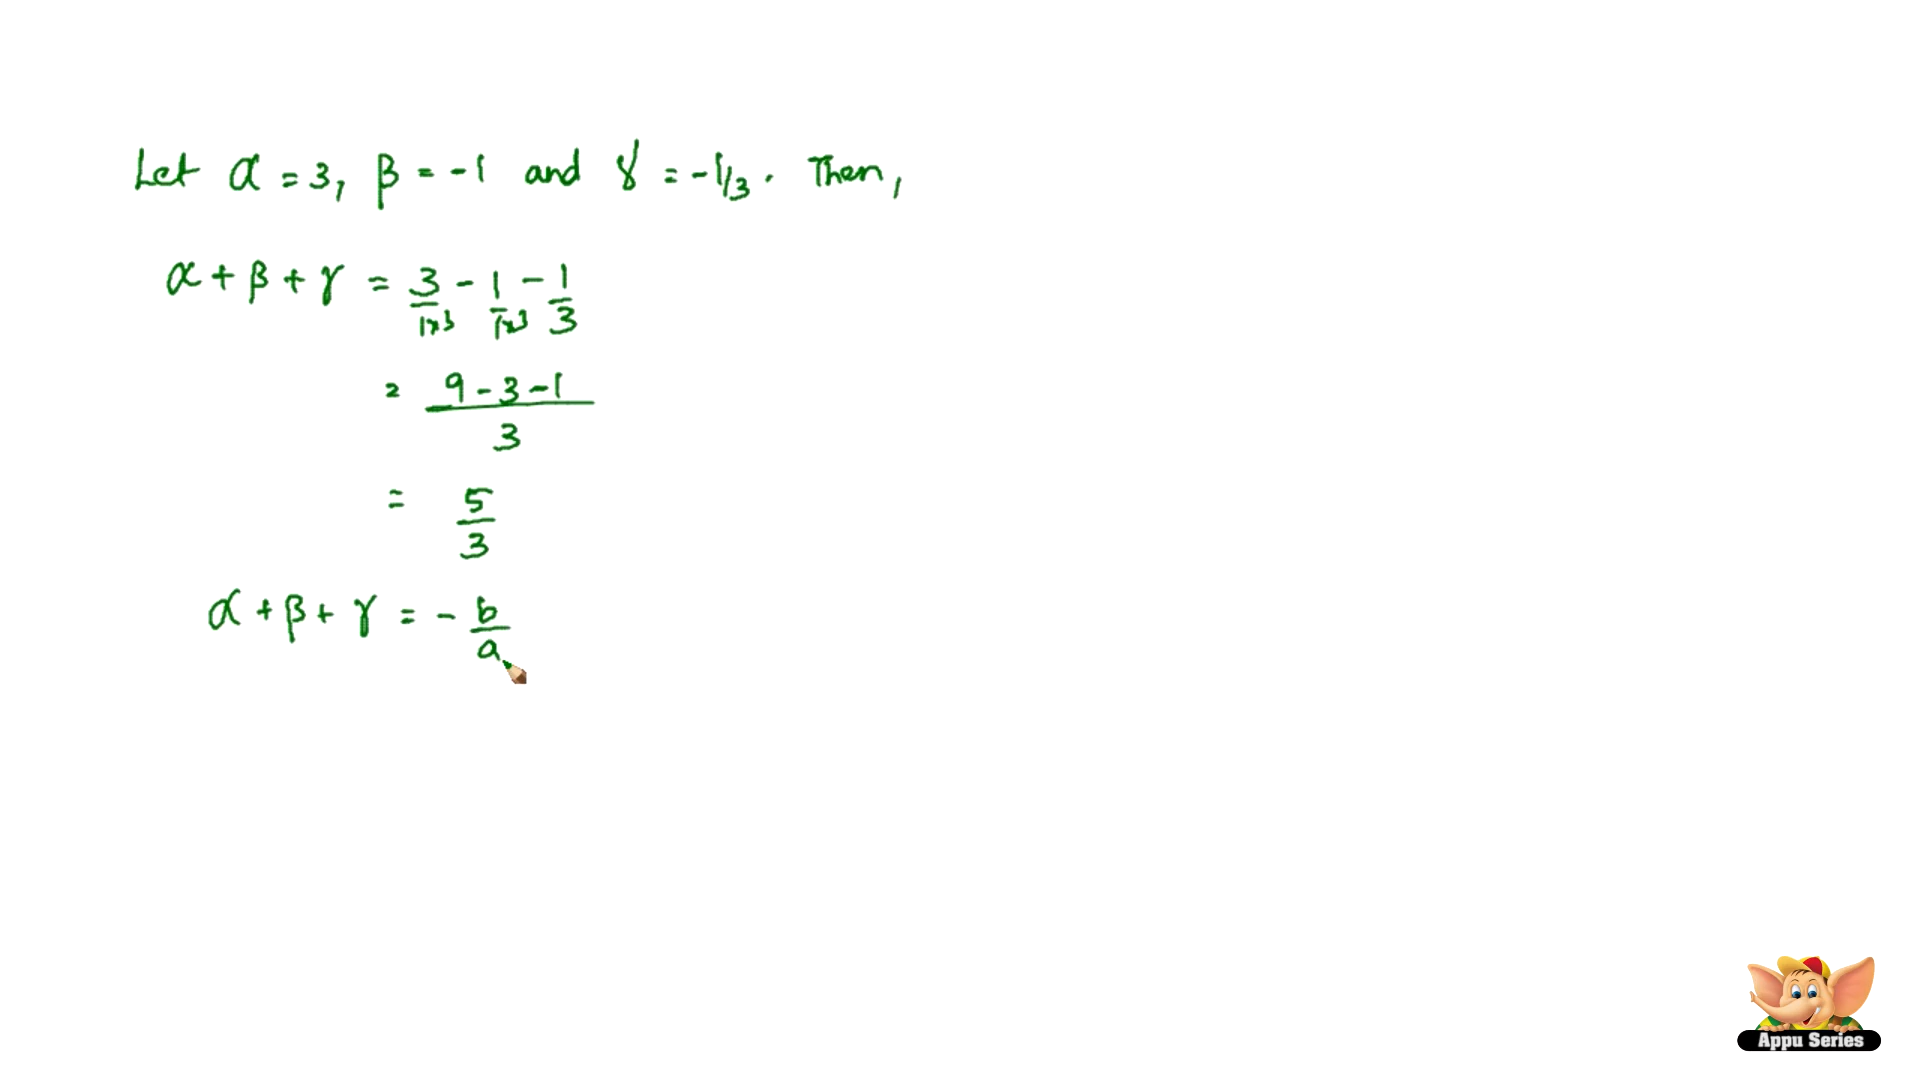 Let α = 3, β = -1 and γ = -1/3. Then,
α + β + γ = 3/1×3 - 1/1×3 - 1/3
= 9 - 3 - 1 / 3
= 5/3
α + β + γ = - b/a
Appu Series